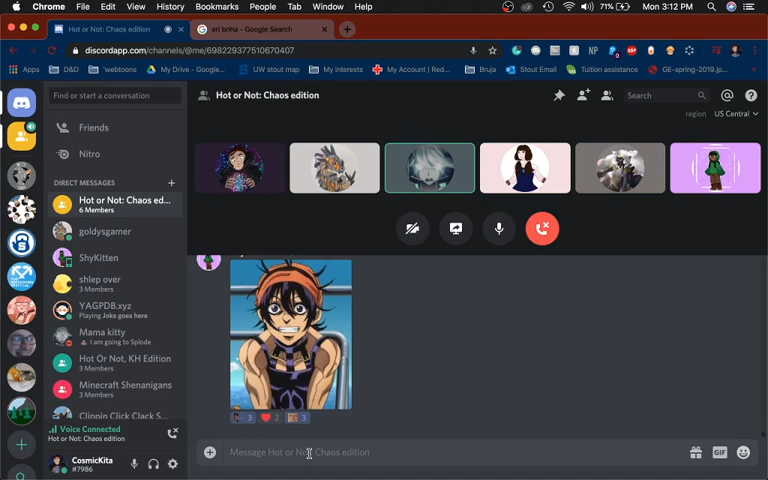 Chrome File Edit View History Bookmarks People Tab Window Help 71% Mon 3:12 PM
Hot or Not: Chaos edition
eri bnha - Google Search
discordapp.com/channels/@me/698229377510670407
Apps D&D 'webtoons My Drive - Google... UW stout map My interests My Account | Red... Bruja Stout Email Tuition assistance GE-spring-2019.jp...
Find or start a conversation
Hot or Not: Chaos edition
Search
region US Central
Friends
Nitro
DIRECT MESSAGES
Hot or Not: Chaos ed...
6 Members
goldysgamer
ShyKitten
shlep over
3 Members
YAGPDB.xyz
Playing Joke goes here
Mama kitty
I am going to Splode
Hot Or Not, KH Edition
3 Members
Minecraft Shenanigans
3 Members
Clippin Click Clack S...
3 2 3
Voice Connected
Hot or Not: Chaos edition
Message Hot or Not: Chaos edition
GIF
CosmicKita
#7986